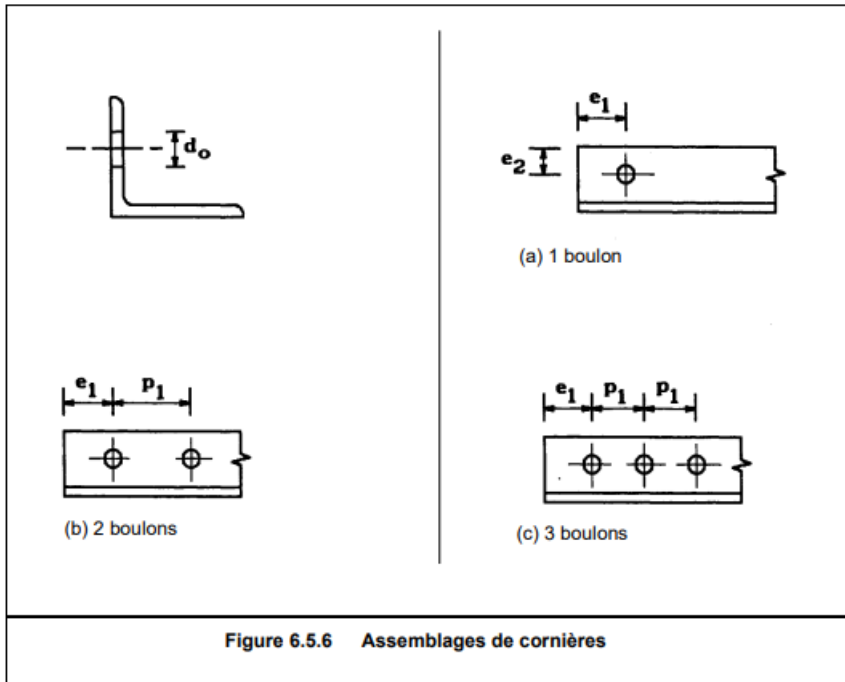 dₒ
e₁
e₂
(a) 1 boulon
e₁ p₁
(b) 2 boulons
e₁ p₁ p₁
(c) 3 boulons
Figure 6.5.6 Assemblages de cornières